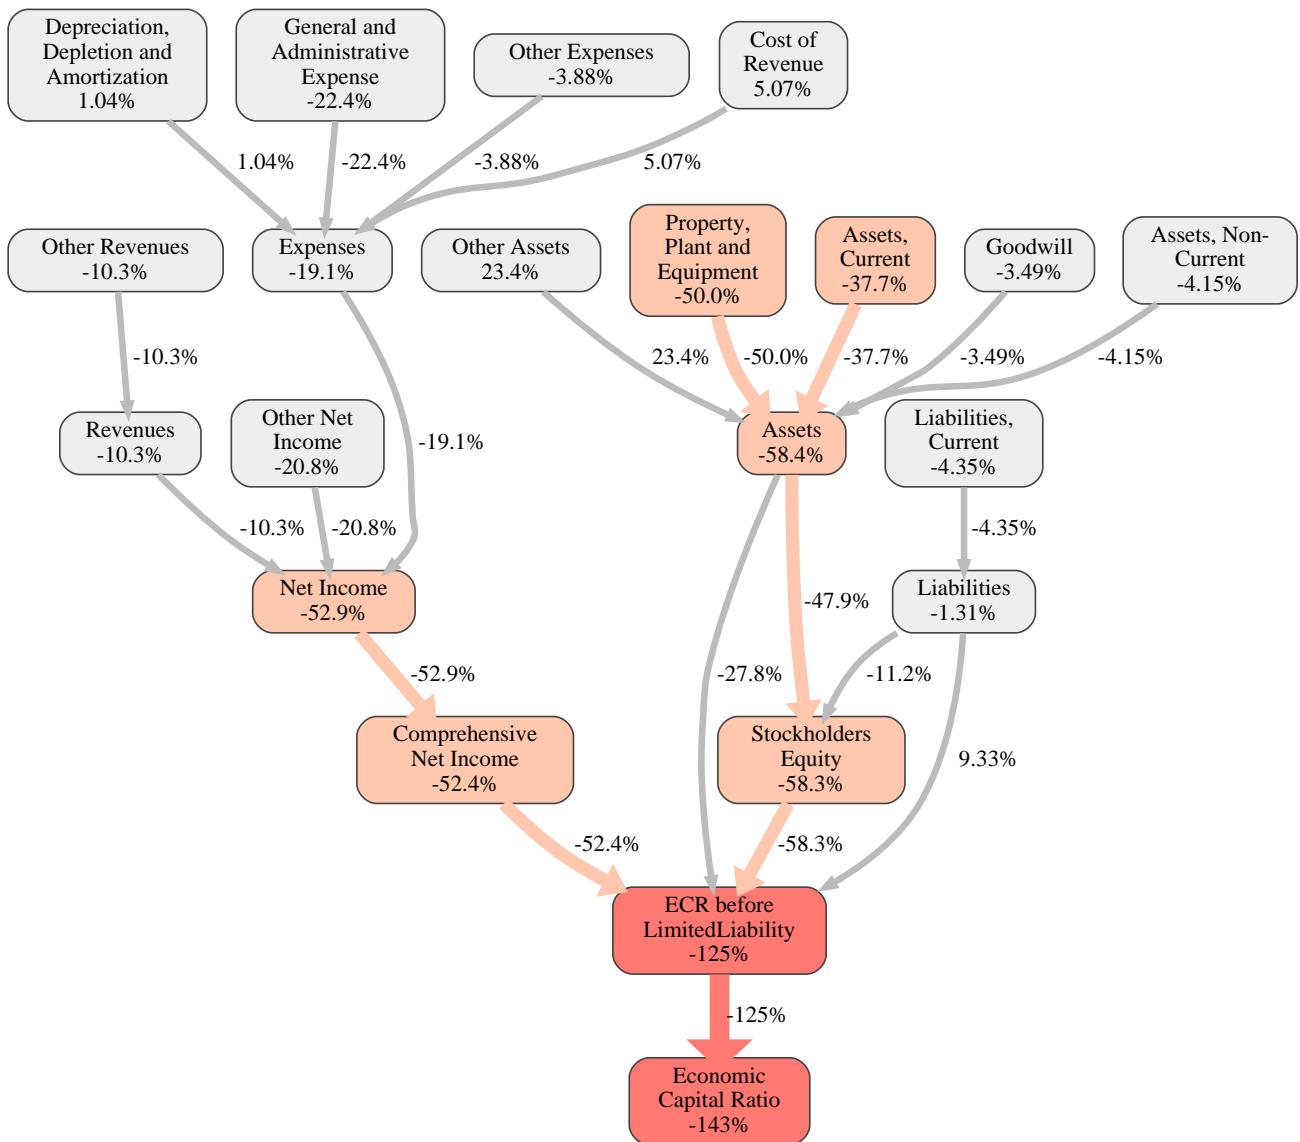 Depreciation,
Depletion and
Amortization
1.04%
General and
Administrative
Expense
-22.4%
Other Expenses
-3.88%
Cost of
Revenue
5.07%
1.04%
-22.4%
-3.88%
5.07%
Other Revenues
-10.3%
Expenses
-19.1%
Other Assets
23.4%
Property,
Plant and
Equipment
-50.0%
Assets,
Current
-37.7%
Goodwill
-3.49%
Assets, Non-
Current
-4.15%
-10.3%
23.4%
-50.0%
-37.7%
-3.49%
-4.15%
Revenues
-10.3%
Other Net
Income
-20.8%
-19.1%
Assets
-58.4%
Liabilities,
Current
-4.35%
-10.3%
-20.8%
-4.35%
Net Income
-52.9%
-47.9%
Liabilities
-1.31%
-52.9%
-27.8%
-11.2%
Comprehensive
Net Income
-52.4%
Stockholders
Equity
-58.3%
9.33%
-52.4%
-58.3%
ECR before
LimitedLiability
-125%
-125%
Economic
Capital Ratio
-143%